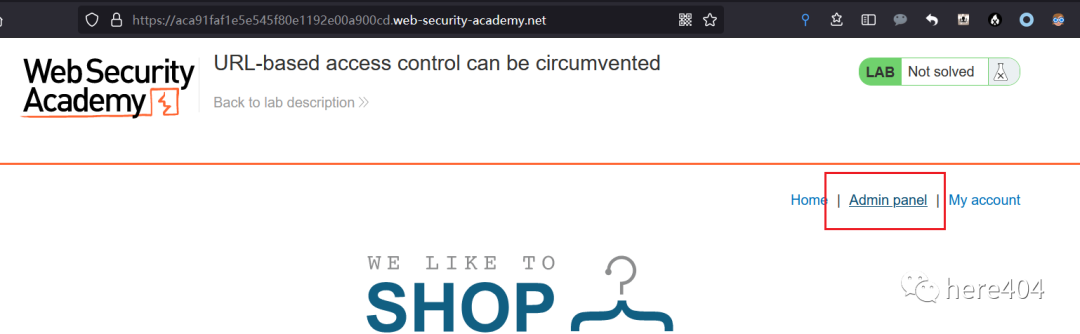 https://aca91faf1e5e545f80e1192e00a900cd.web-security-academy.net
Web Security
Academy
URL-based access control can be circumvented
Back to lab description
LAB Not solved
Home | Admin panel | My account
WE LIKE TO
SHOP
here404